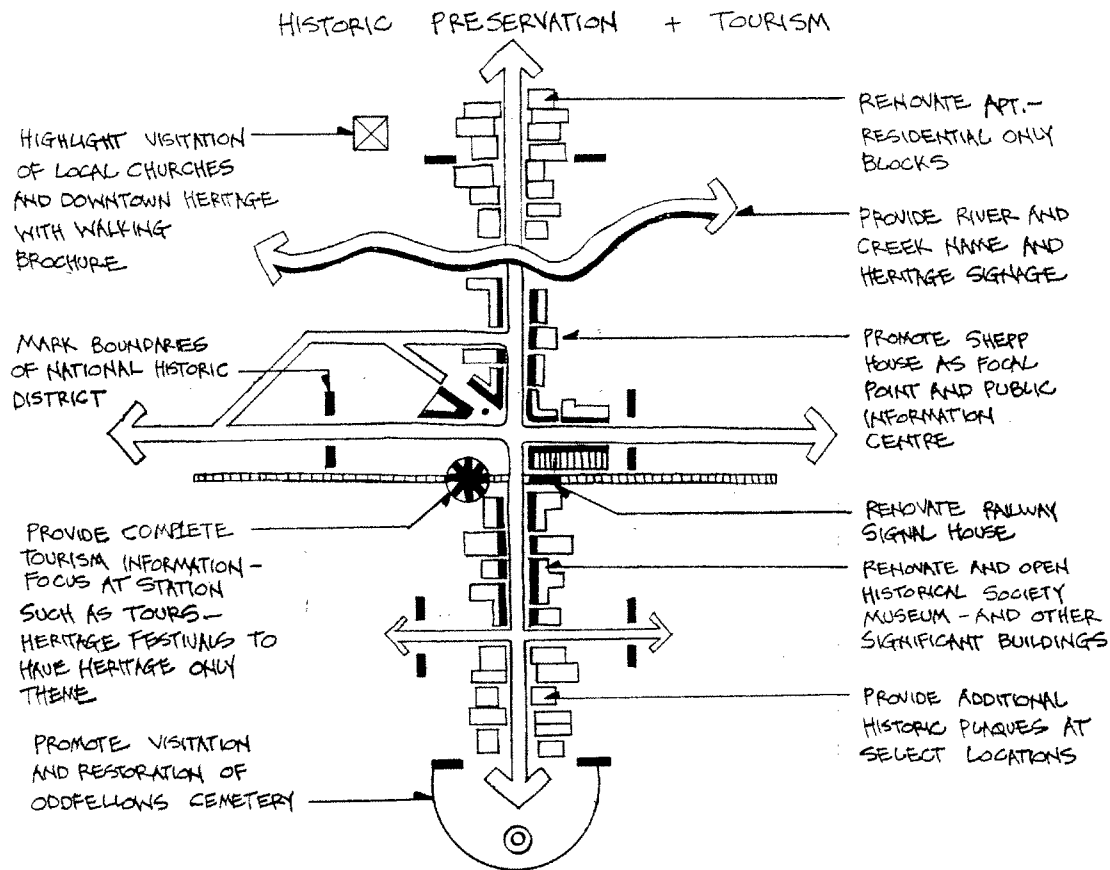 HISTORIC PRESERVATION + TOURISM
HIGHLIGHT VISITATION
OF LOCAL CHURCHES
AND DOWNTOWN HERITAGE
WITH WALKING
BROCHURE
MARK BOUNDARIES
OF NATIONAL HISTORIC
DISTRICT
PROVIDE COMPLETE
TOURISM INFORMATION -
FOCUS AT STATION
SUCH AS TOURS -
HERITAGE FESTIVALS TO
HAVE HERITAGE ONLY
THEME
PROMOTE VISITATION
AND RESTORATION OF
ODDFELLOWS CEMETERY
RENOVATE APT. -
RESIDENTIAL ONLY
BLOCKS
PROVIDE RIVER AND
CREEK NAME AND
HERITAGE SIGNAGE
PROMOTE SHEPP
HOUSE AS FOCAL
POINT AND PUBLIC
INFORMATION
CENTRE
RENOVATE RAILWAY
SIGNAL HOUSE
RENOVATE AND OPEN
HISTORICAL SOCIETY
MUSEUM - AND OTHER
SIGNIFICANT BUILDINGS
PROVIDE ADDITIONAL
HISTORIC PLAQUES AT
SELECT LOCATIONS